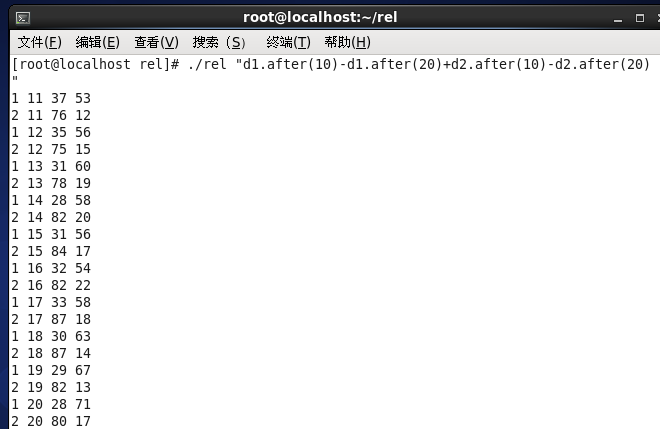 root@localhost:~/rel
文件(F) 编辑(E) 查看(V) 搜索 (S) 终端(T) 帮助(H)
[root@localhost rel]# ./rel "d1.after(10)-d1.after(20)+d2.after(10)-d2.after(20)
"
1 11 37 53
2 11 76 12
1 12 35 56
2 12 75 15
1 13 31 60
2 13 78 19
1 14 28 58
2 14 82 20
1 15 31 56
2 15 84 17
1 16 32 54
2 16 82 22
1 17 33 58
2 17 87 18
1 18 30 63
2 18 87 14
1 19 29 67
2 19 82 13
1 20 28 71
2 20 80 17